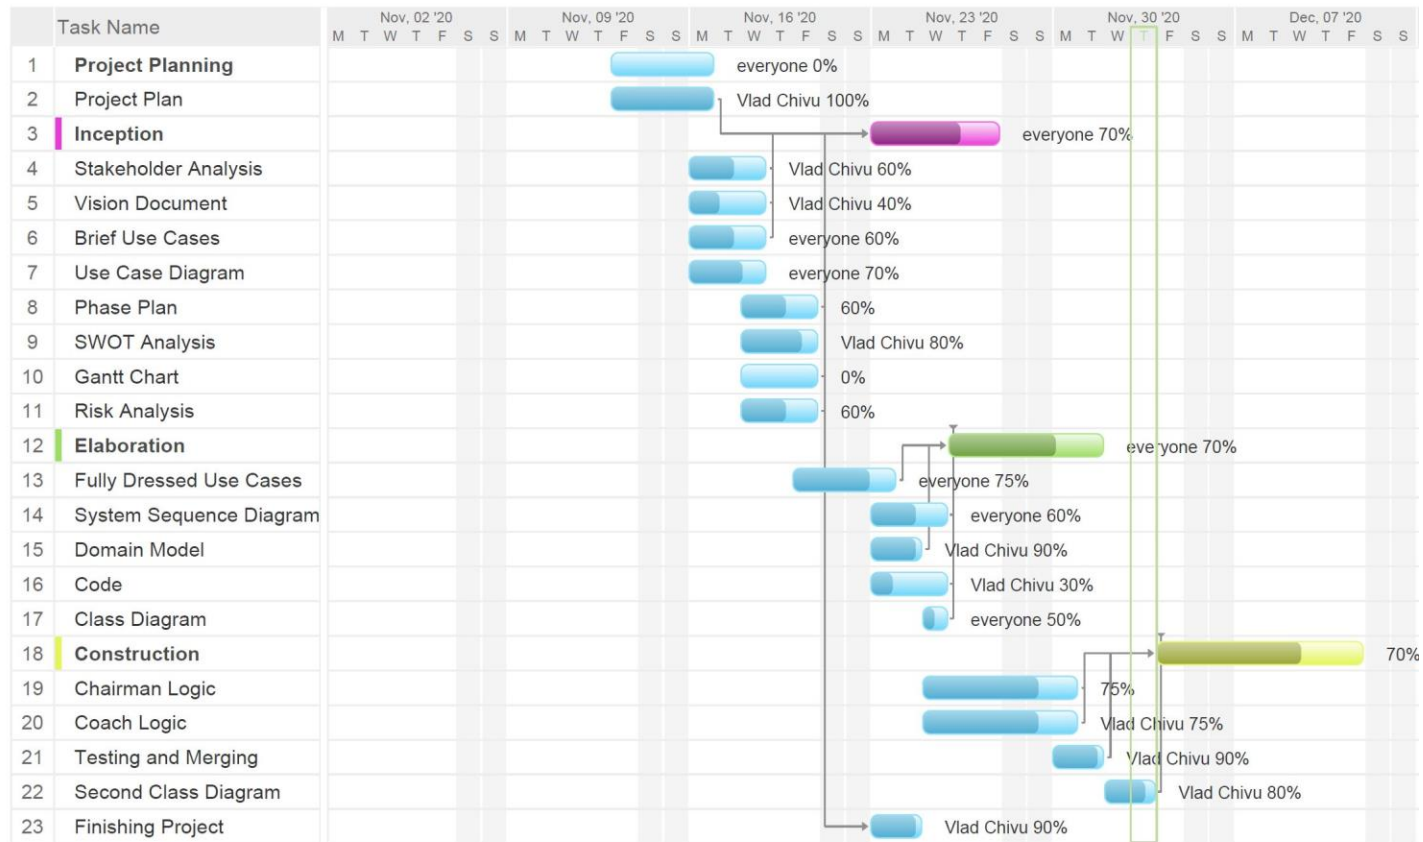 Task Name
Nov, 02 '20 Nov, 09 '20 Nov, 16 '20 Nov, 23 '20 Nov, 30 '20 Dec, 07 '20
M T W T F S S M T W T F S S M T W T F S S M T W T F S S M T W T F S S M T W T F S S
1 Project Planning everyone 0%
2 Project Plan Vlad Chivu 100%
3 Inception everyone 70%
4 Stakeholder Analysis Vlad Chivu 60%
5 Vision Document Vlad Chivu 40%
6 Brief Use Cases everyone 60%
7 Use Case Diagram everyone 70%
8 Phase Plan 60%
9 SWOT Analysis Vlad Chivu 80%
10 Gantt Chart 0%
11 Risk Analysis 60%
12 Elaboration everyone 70%
13 Fully Dressed Use Cases everyone 75%
14 System Sequence Diagram everyone 60%
15 Domain Model Vlad Chivu 90%
16 Code Vlad Chivu 30%
17 Class Diagram everyone 50%
18 Construction 70%
19 Chairman Logic 75%
20 Coach Logic Vlad Chivu 75%
21 Testing and Merging Vlad Chivu 90%
22 Second Class Diagram Vlad Chivu 80%
23 Finishing Project Vlad Chivu 90%